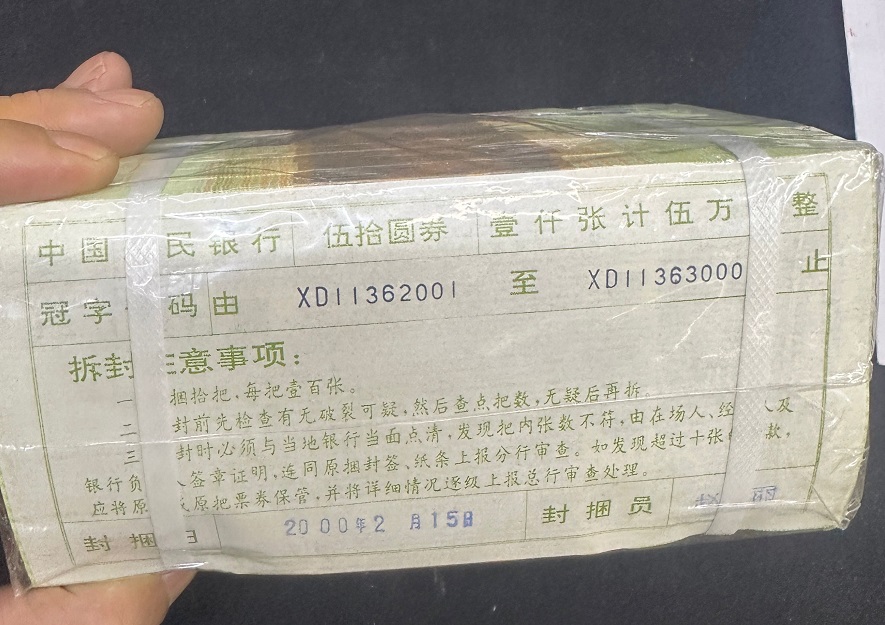 中国 民银行 伍拾圆券 壹仟张计伍万 整
冠字 码由 XD11362001 至 XD11363000 止
拆封 意事项：
一 捆拾把，每把壹百张。
二 封前先检查有无破裂可疑，然后查点把数，无疑后再拆。
三 封时必须与当地银行当面点清，发现把内张数不符，由在场人、经 人及
银行负 人签章证明，连同原捆封签、纸条上报分行审查。如发现超过十张 款，
应将原 原把票券保管，并将详细情况逐级上报总行审查处理。
封捆日 2000年2月15日 封捆员 赵丽